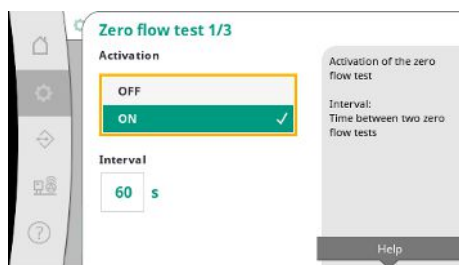 Zero flow test 1/3
Activation
OFF
ON
Interval
60 s
Activation of the zero
flow test
Interval:
Time between two zero
flow tests
Help